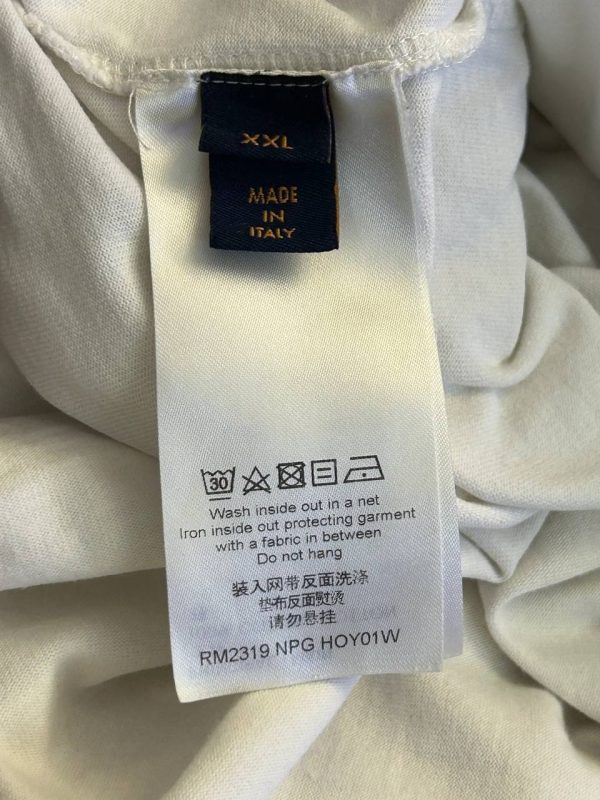 XXL
MADE
IN
ITALY
30
Wash inside out in a net
Iron inside out protecting garment
with a fabric in between
Do not hang
装入网带反面洗涤
垫布反面熨烫
请勿悬挂
RM2319 NPG HOY01W